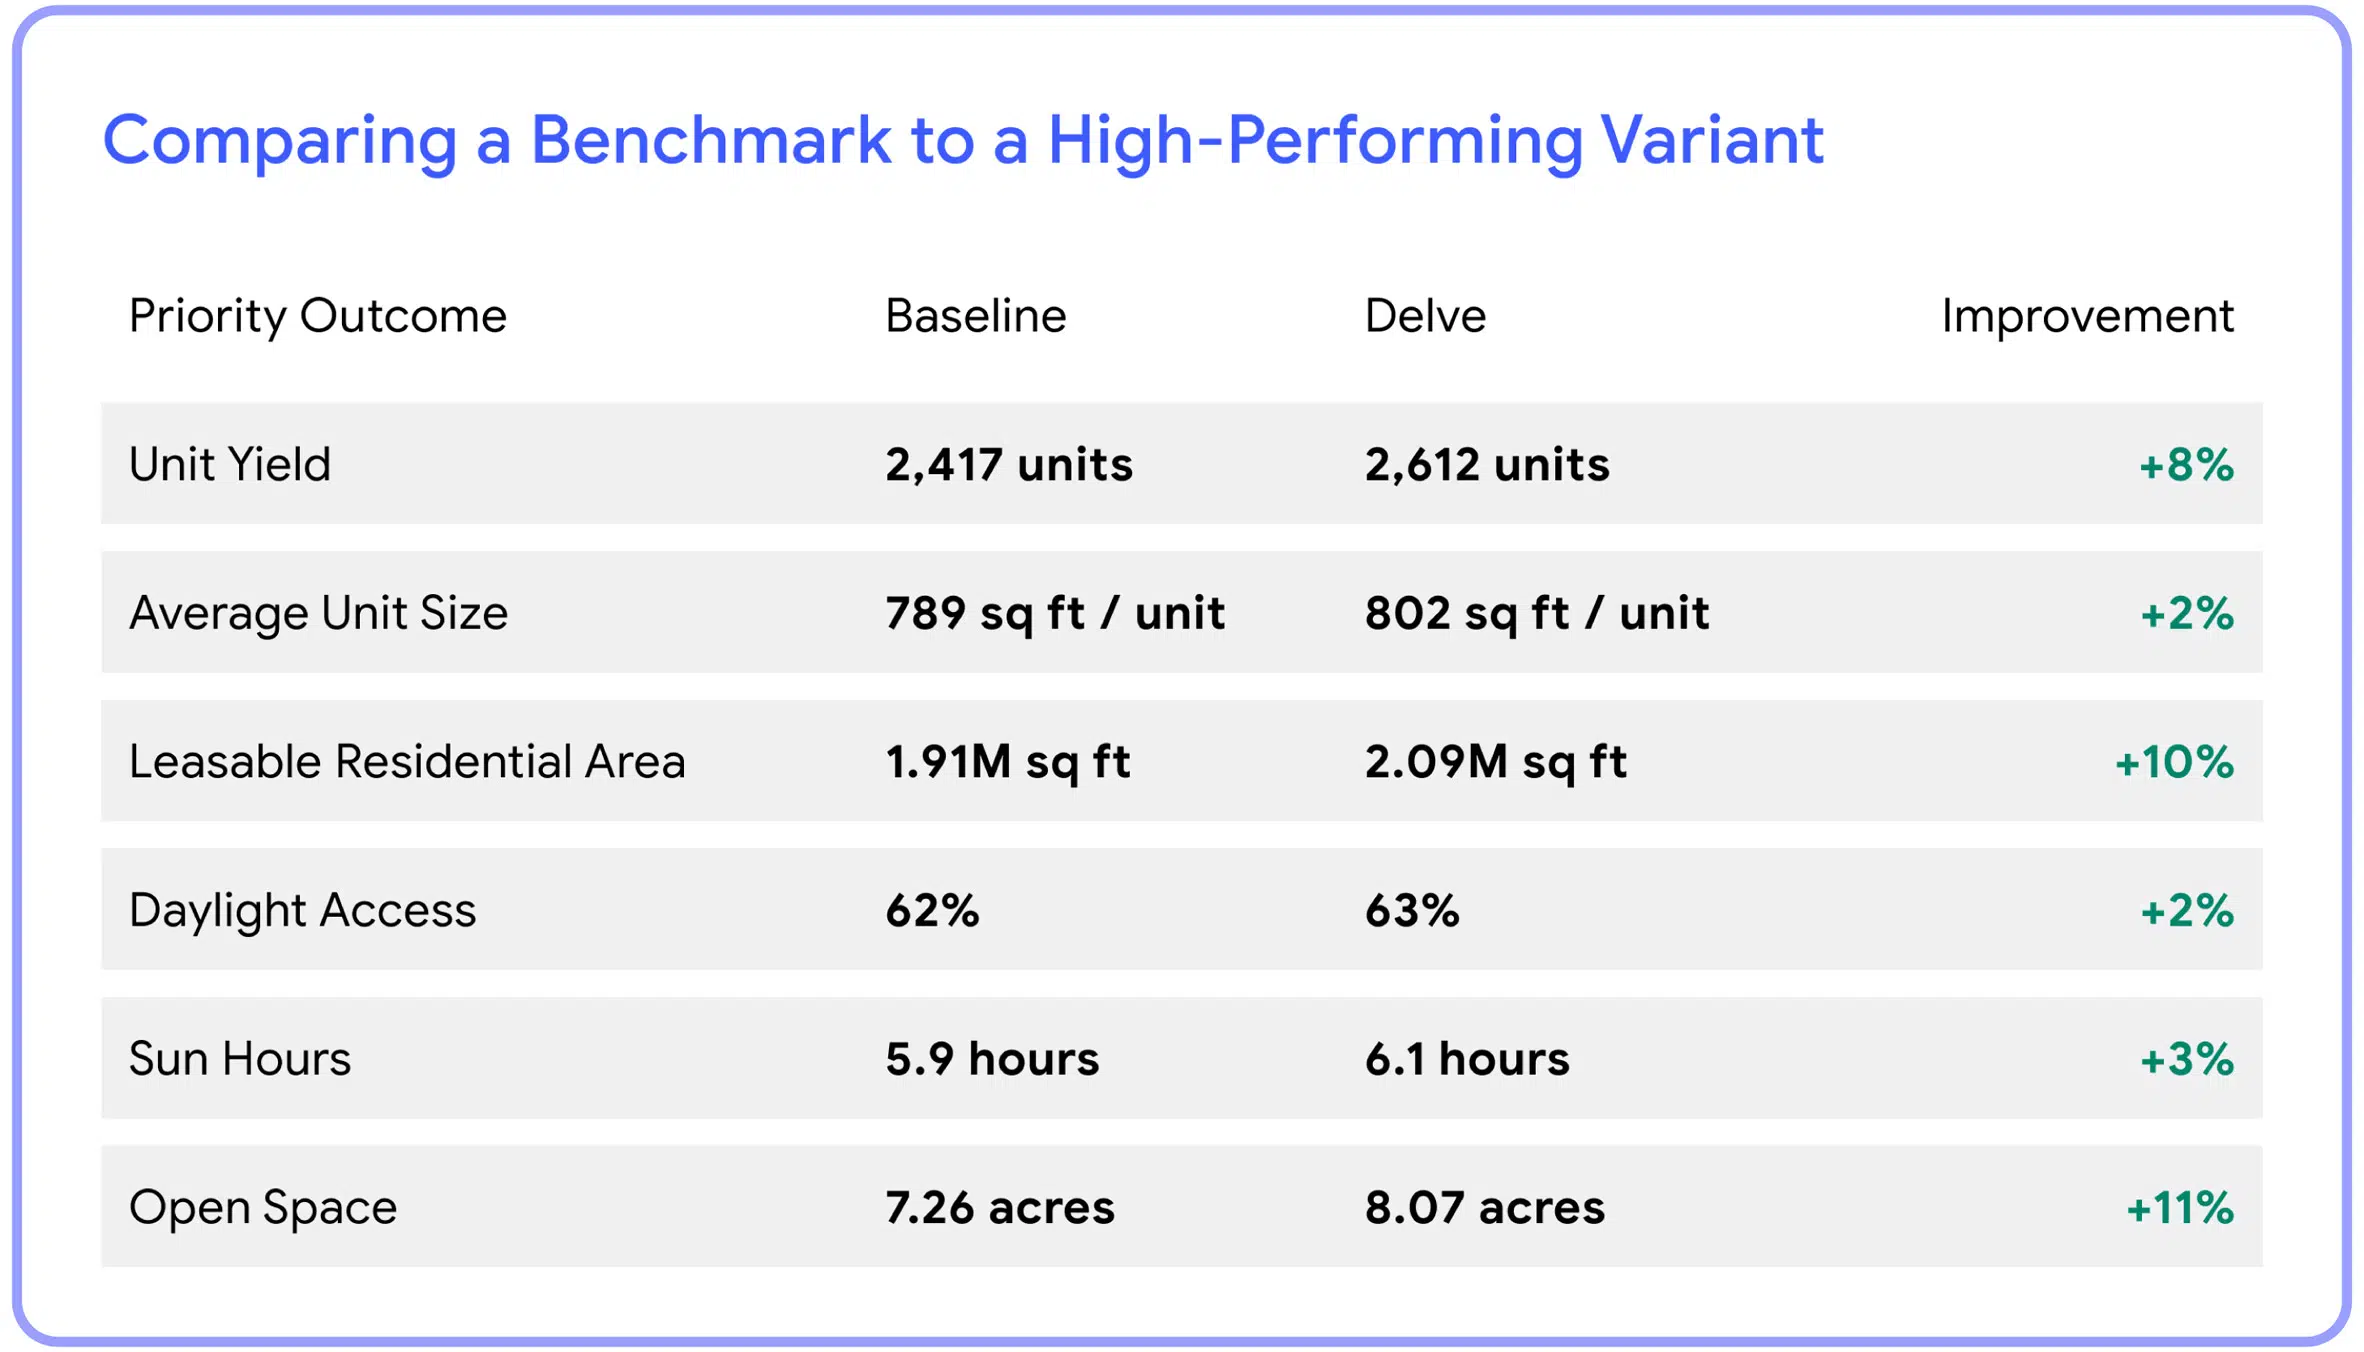 Comparing a Benchmark to a High-Performing Variant
Priority Outcome Baseline Delve Improvement
Unit Yield 2,417 units 2,612 units +8%
Average Unit Size 789 sq ft / unit 802 sq ft / unit +2%
Leasable Residential Area 1.91M sq ft 2.09M sq ft +10%
Daylight Access 62% 63% +2%
Sun Hours 5.9 hours 6.1 hours +3%
Open Space 7.26 acres 8.07 acres +11%